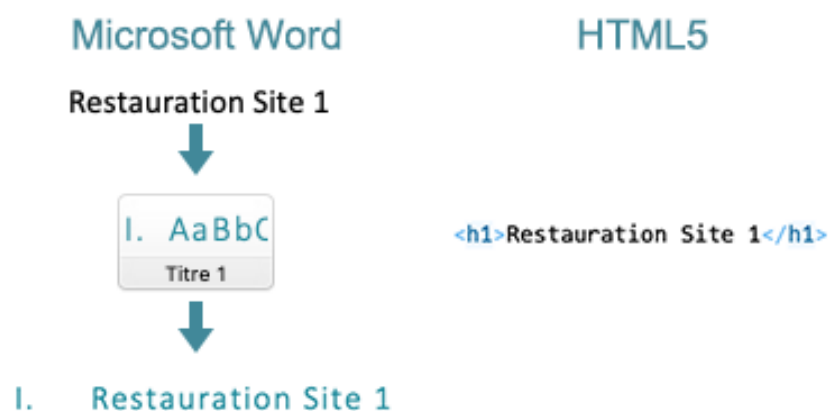 Microsoft Word
HTML5
Restauration Site 1
I. AaBbC
Titre 1
<h1>Restauration Site 1</h1>
I. Restauration Site 1